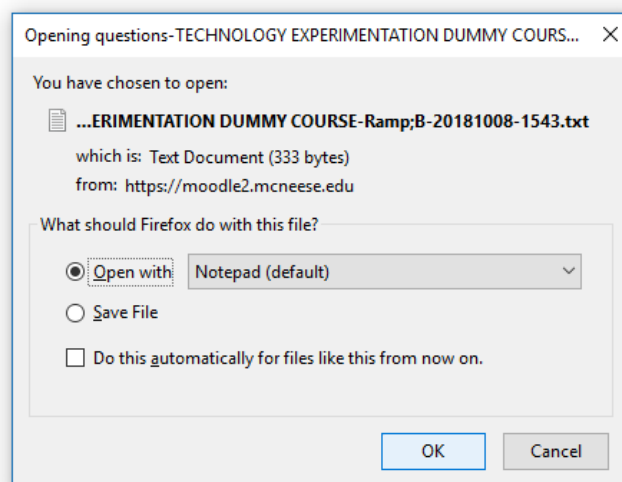 Opening questions-TECHNOLOGY EXPERIMENTATION DUMMY COURS...
You have chosen to open:
...ERIMENTATION DUMMY COURSE-Ramp;B-20181008-1543.txt
which is: Text Document (333 bytes)
from: https://moodle2.mcneese.edu
What should Firefox do with this file?
Open with Notepad (default)
Save File
Do this automatically for files like this from now on.
OK Cancel